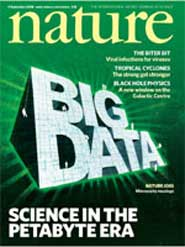 nature
THE BITER BIT
Viral infections for viruses
TROPICAL CYCLONES
The strong get stronger
BLACK HOLE PHYSICS
A new window on the
Galactic Centre
BIG
DATA
NATURE JOBS
SCIENCE IN THE
PETABYTE ERA